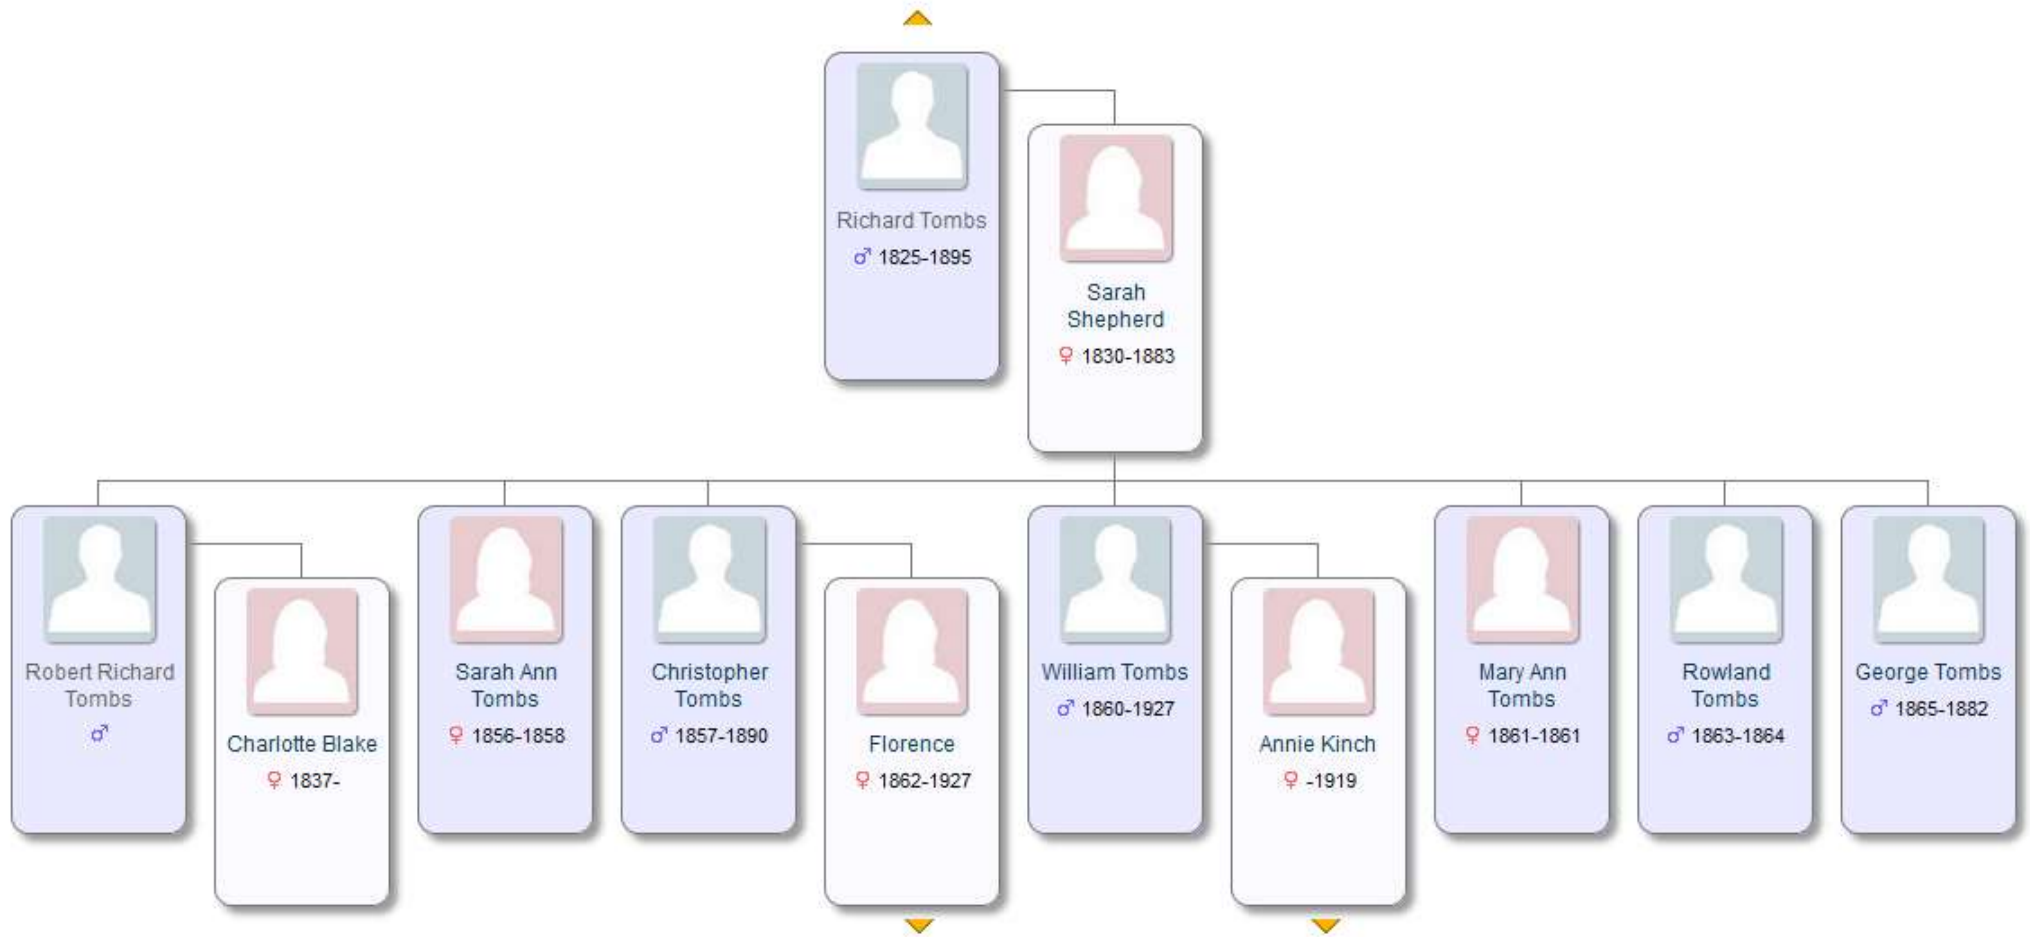 Richard Tombs
♂ 1825-1895
Sarah
Shepherd
♀ 1830-1883
Robert Richard
Tombs
♂
Charlotte Blake
♀ 1837-
Sarah Ann
Tombs
♀ 1856-1858
Christopher
Tombs
♂ 1857-1890
Florence
♀ 1862-1927
William Tombs
♂ 1860-1927
Annie Kinch
♀ -1919
Mary Ann
Tombs
♀ 1861-1861
Rowland
Tombs
♂ 1863-1864
George Tombs
♂ 1865-1882